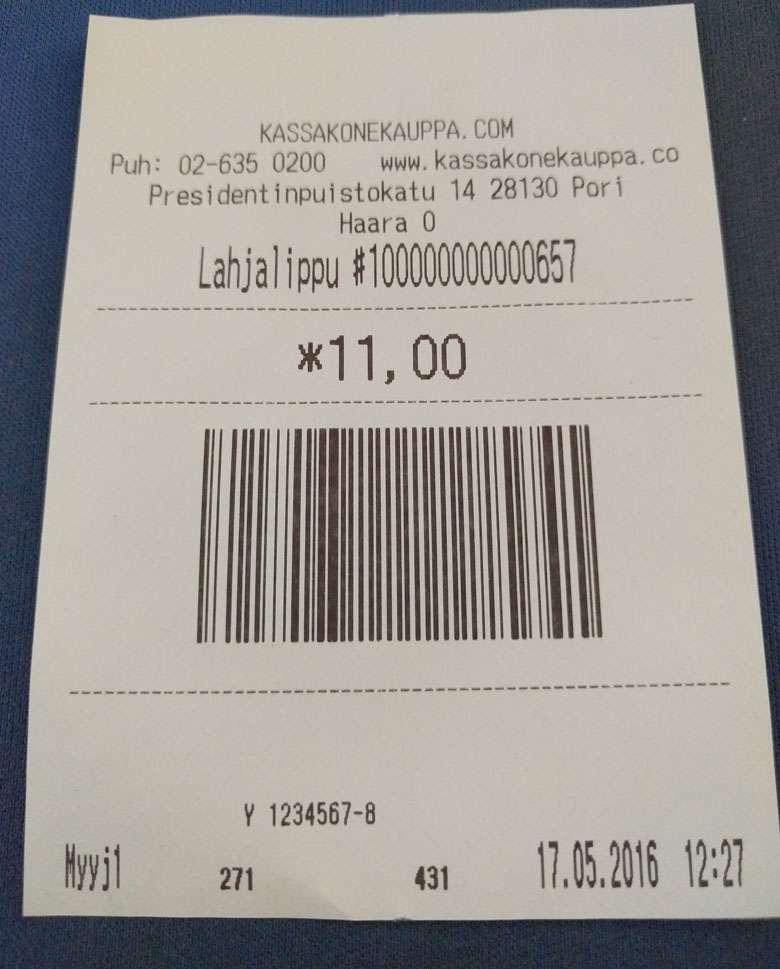 KASSAKONEKAUPPA.COM
Puh: 02-635 0200 www.kassakonekauppa.co
Presidentinpuistokatu 14 28130 Pori
Haara 0
Lahjalippu #100000000000657
*11,00
Y 1234567-8
Myyj1 271 431 17.05.2016 12:27